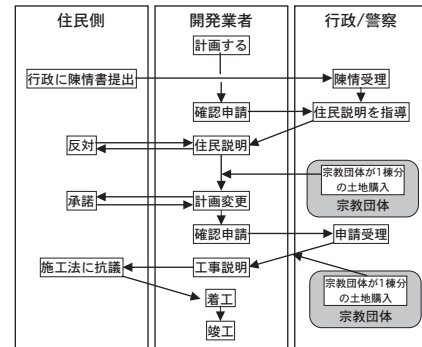 住民側
開発業者
行政/警察
計画する
行政に陳情書提出
陳情受理
確認申請
住民説明を指導
反対
住民説明
宗教団体が1棟分
の土地購入
宗教団体
承諾
計画変更
確認申請
申請受理
施工法に抗議
工事説明
宗教団体が1棟分
の土地購入
宗教団体
着工
竣工